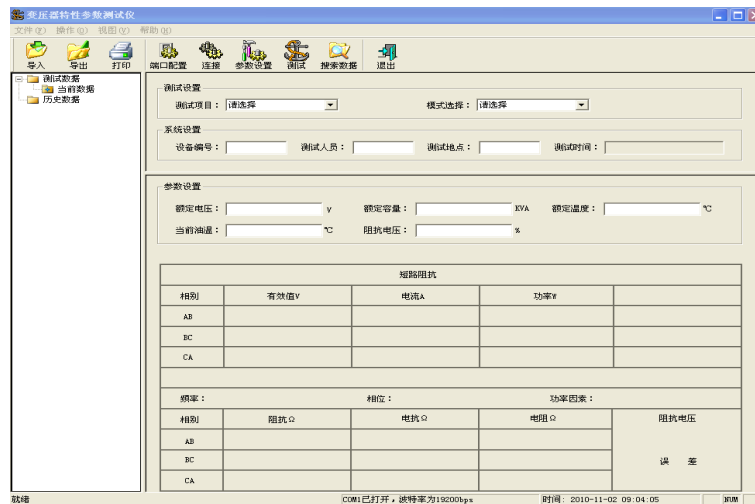 变压器特性参数测试仪
文件(F) 操作(O) 视图(V) 帮助(H)
导入 导出 打印 端口配置 连接 参数设置 测试 搜索数据 退出
测试数据
当前数据
历史数据
测试设置
测试项目： 请选择 模式选择： 请选择
系统设置
设备编号： 测试人员： 测试地点： 测试时间：
参数设置
额定电压： V 额定容量： KVA 额定温度： ℃
当前油温： ℃ 阻抗电压： %
短路阻抗
相别 有效值V 电流A 功率W
AB
BC
CA
频率： 相位： 功率因素：
相别 阻抗Ω 电抗Ω 电阻Ω 阻抗电压
AB
BC 误 差
CA
就绪 COM1已打开，波特率为19200bps 时间: 2010-11-02 09:04:05 NUM